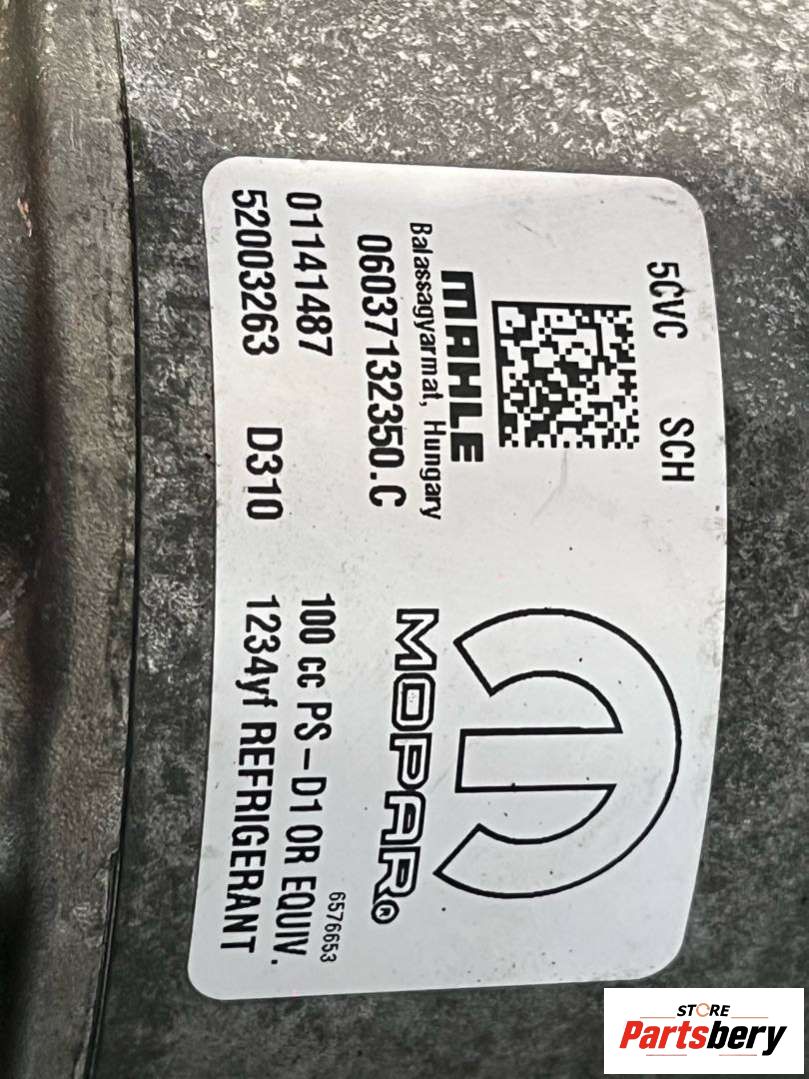 5CVC SCH
MAHLE
Balassagyarmat, Hungary
06037132350.C
01141487
52003263 D310
MOPAR®
6576653
100 cc PS-D1 OR EQUIV.
1234yf REFRIGERANT
STORE
Partsbery